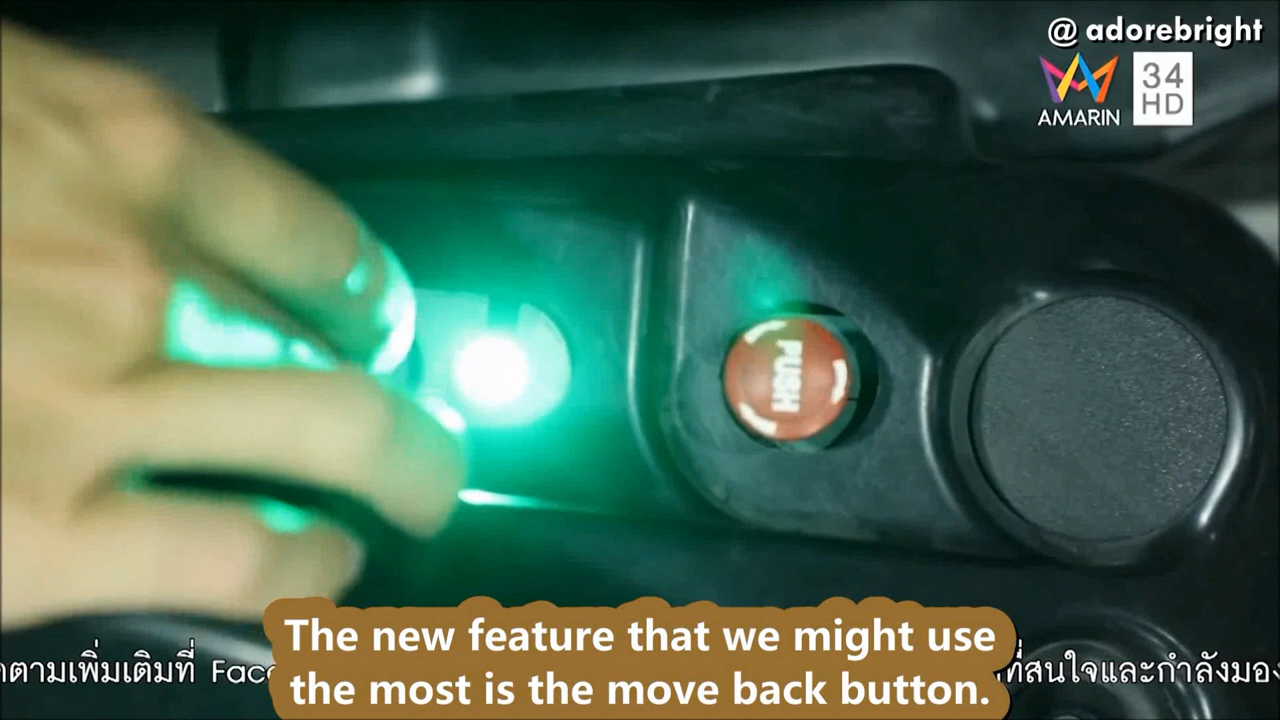 @ adorebright
AMARIN
34
HD
PUSH
The new feature that we might use
the most is the move back button.
ตามเพิ่มเติมที่ Fac
ที่สนใจและกำลังมอง